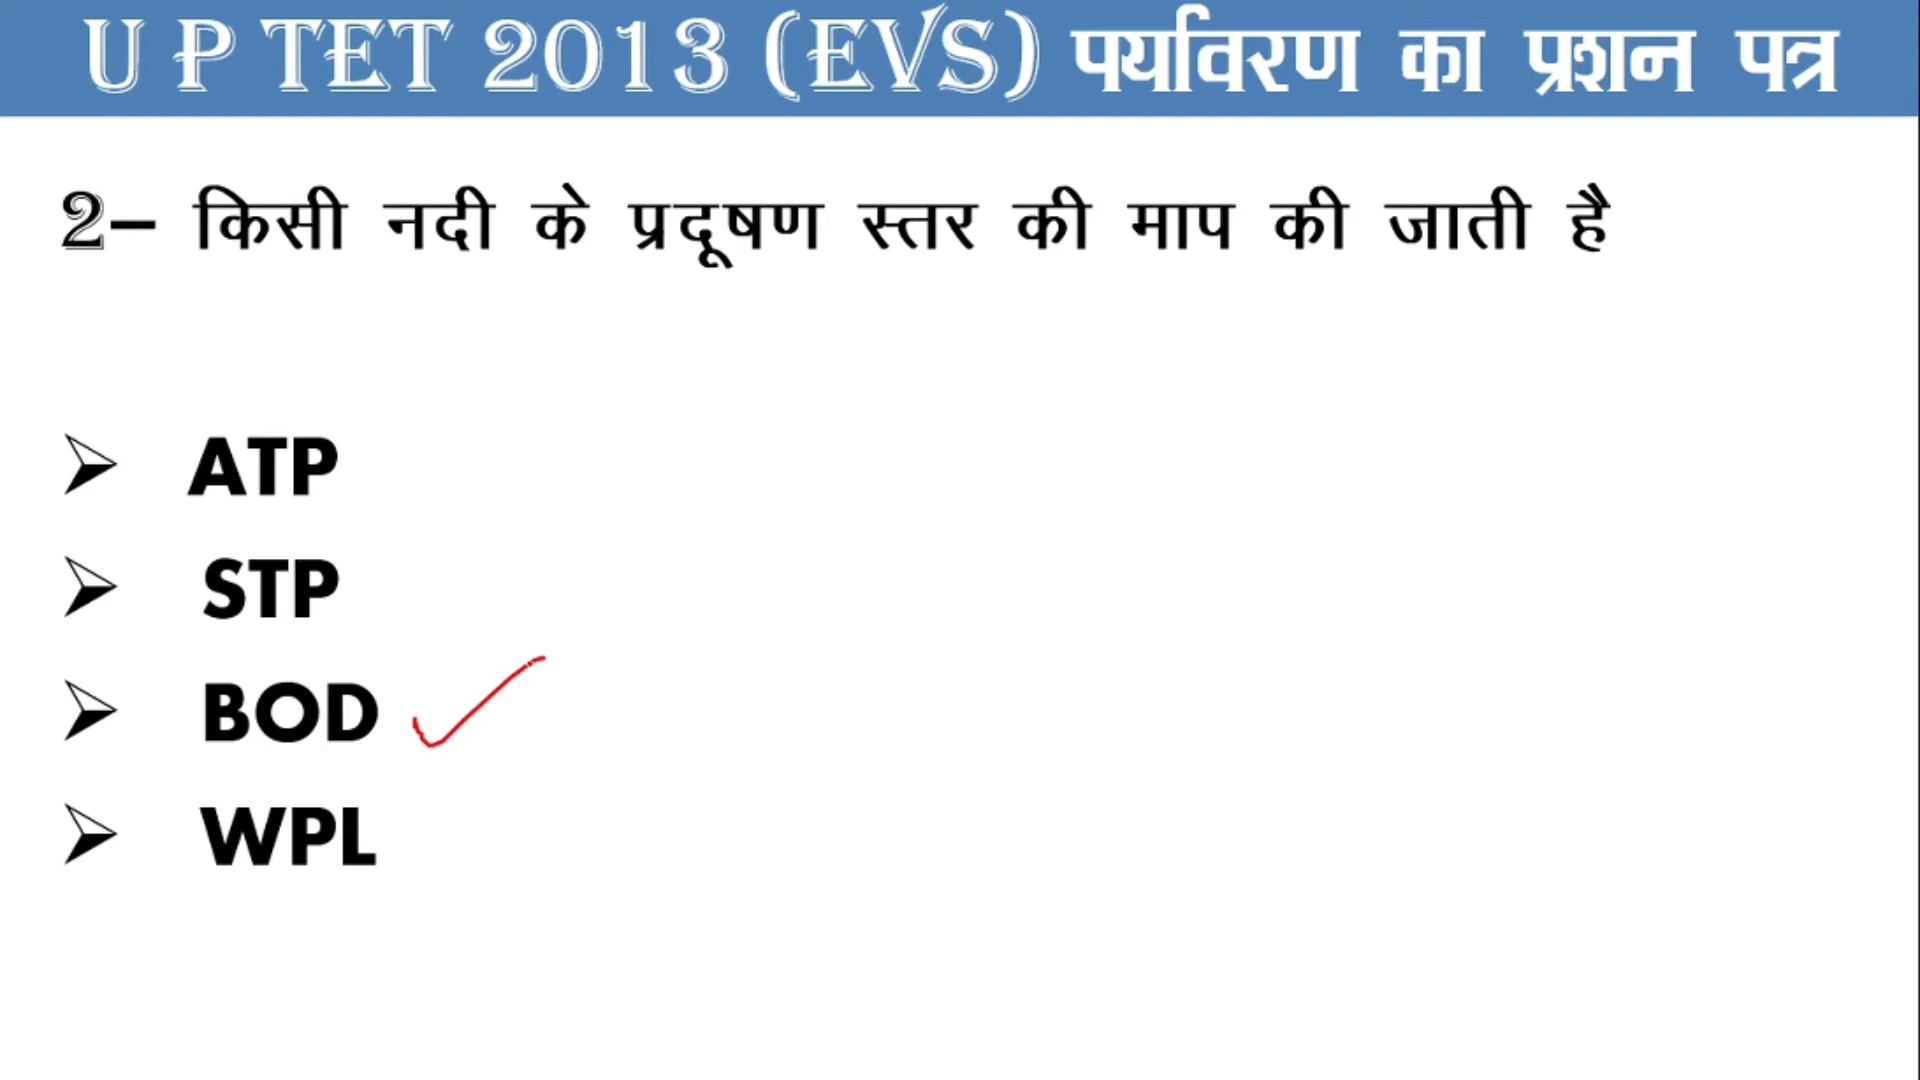 U P TET 2013 (EVS) पर्यावरण का प्रशन पत्र
2– किसी नदी के प्रदूषण स्तर की माप की जाती है
➢ ATP
➢ STP
➢ BOD
➢ WPL